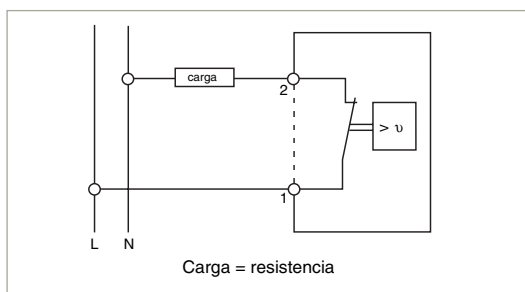 carga
2
> υ
1
L N
Carga = resistencia